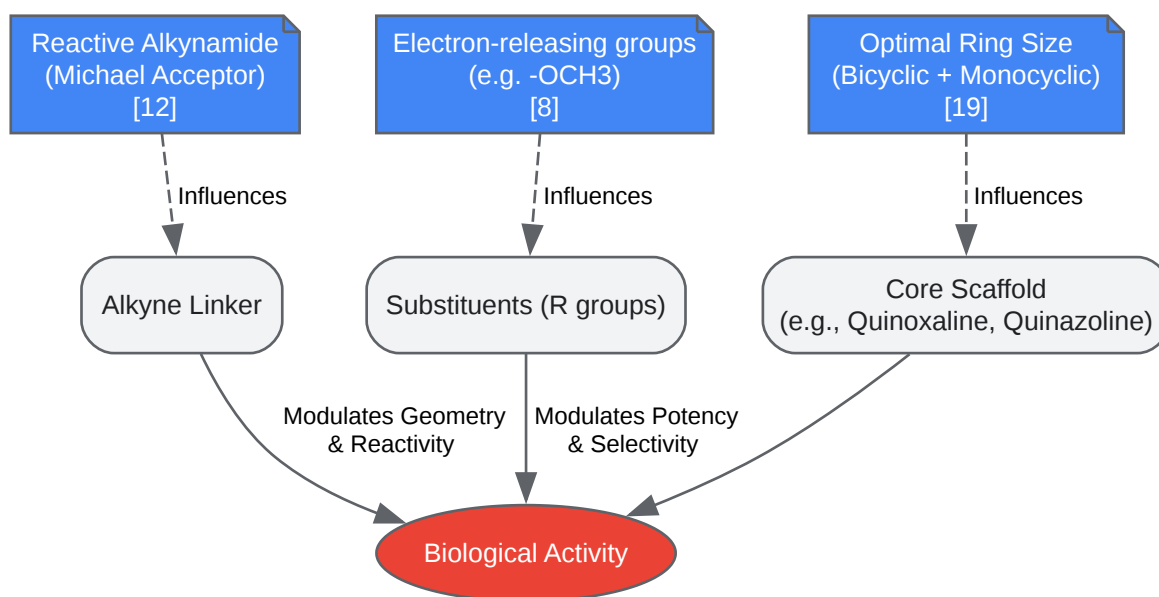 Reactive Alkynamide
(Michael Acceptor)
[12]
Electron-releasing groups
(e.g. -OCH3)
[8]
Optimal Ring Size
(Bicyclic + Monocyclic)
[19]
Influences
Influences
Influences
Alkyne Linker
Substituents (R groups)
Core Scaffold
(e.g., Quinoxaline, Quinazoline)
Modulates Geometry
& Reactivity
Modulates Potency
& Selectivity
Biological Activity